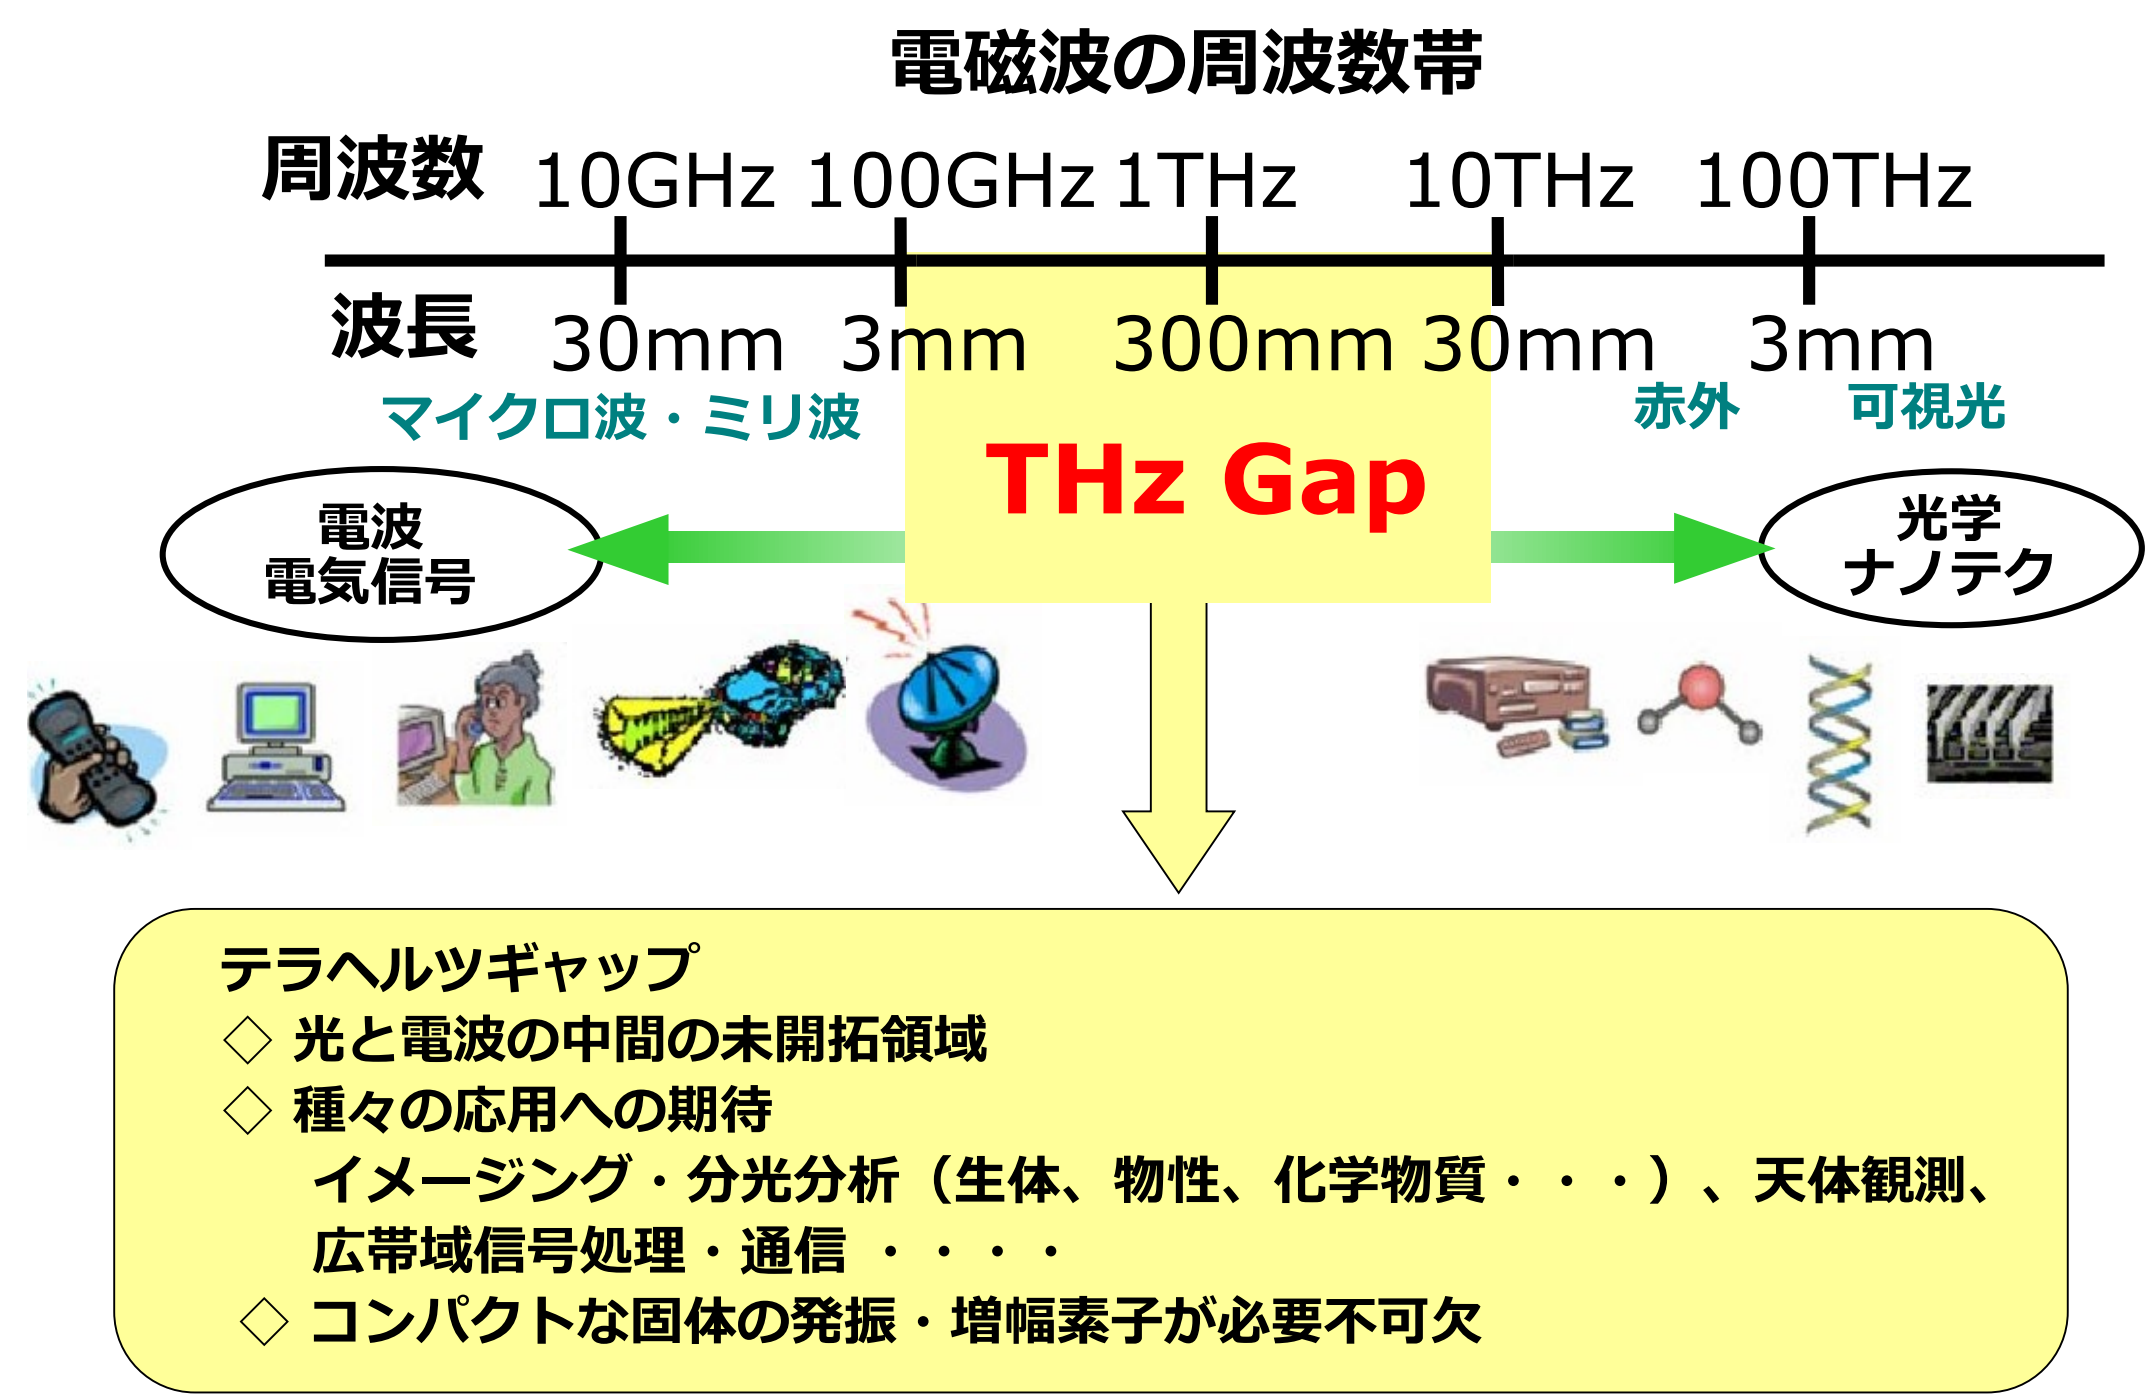 電磁波の周波数帯
周波数 10GHz 100GHz 1THz 10THz 100THz
波長 30mm 3mm 300mm 30mm 3mm
マイクロ波・ミリ波 赤外 可視光
THz Gap
電波
電気信号
光学
ナノテク
テラヘルツギャップ
◇ 光と電波の中間の未開拓領域
◇ 種々の応用への期待
イメージング・分光分析（生体、物性、化学物質・・・）、天体観測、
広帯域信号処理・通信 ・・・・
◇ コンパクトな固体の発振・増幅素子が必要不可欠